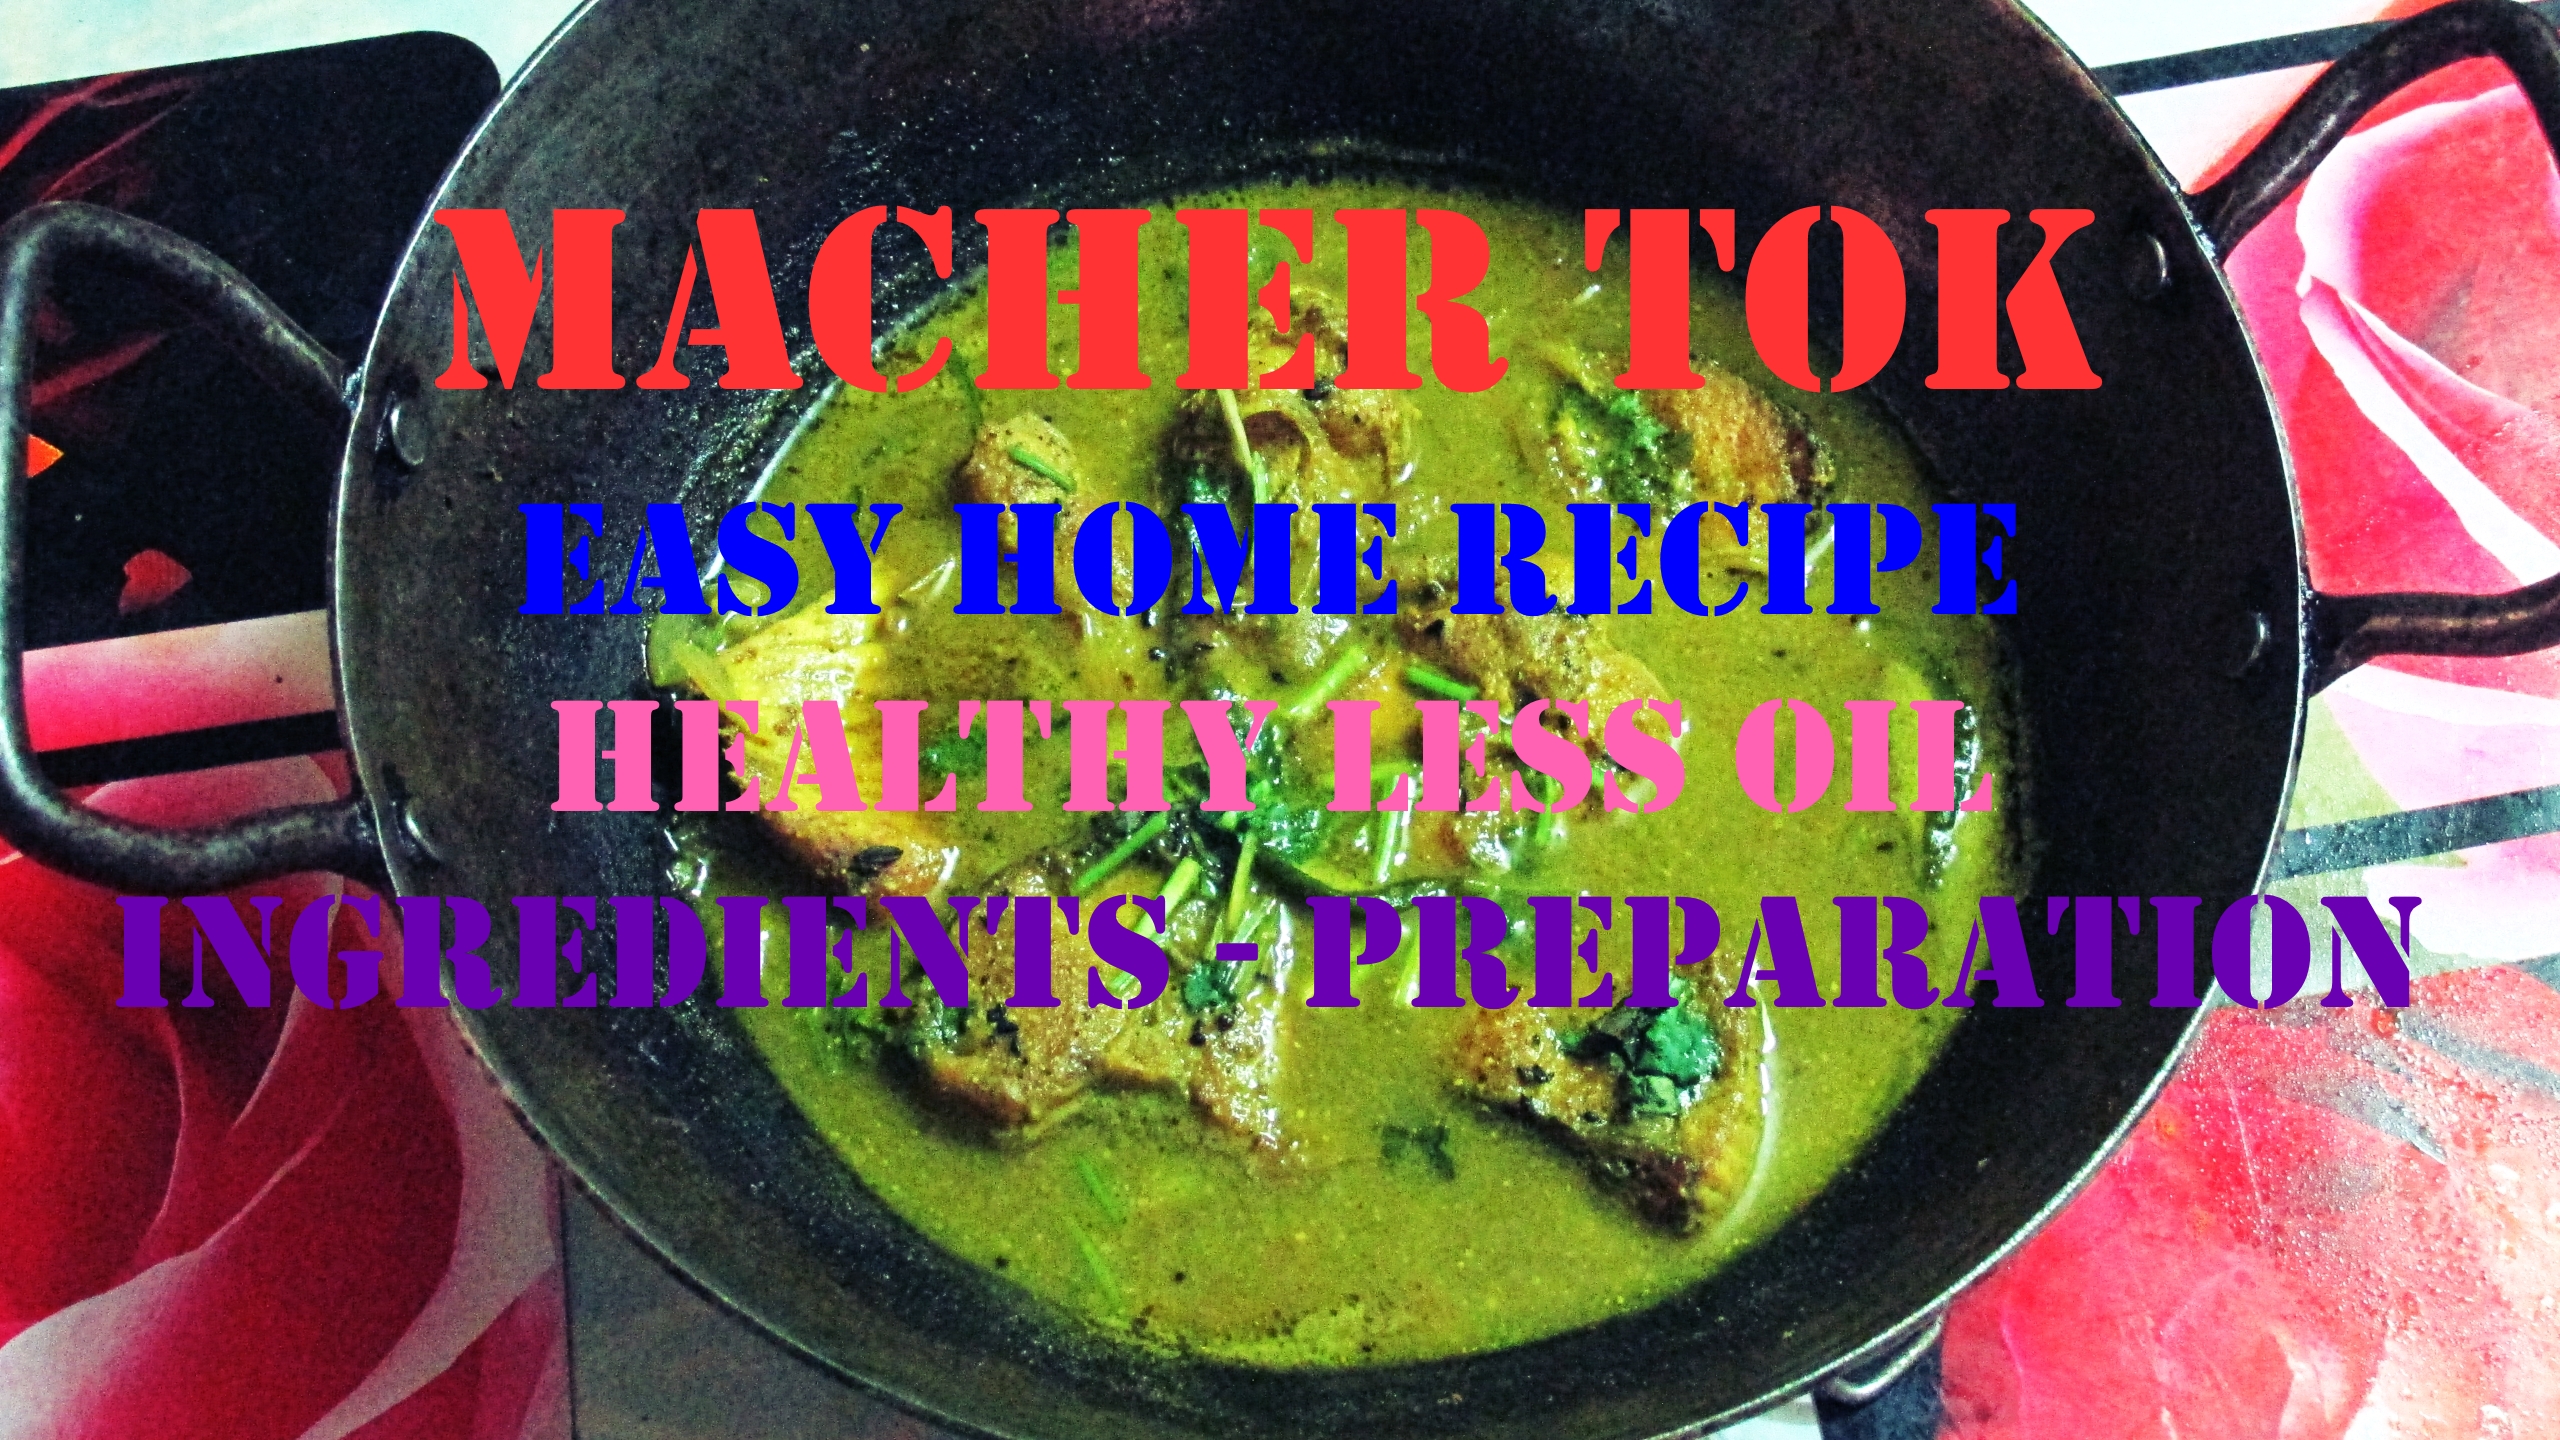 MACHER TOK
EASY HOME RECIPE
HEALTHY LESS OIL
INGREDIENTS - PREPARATION